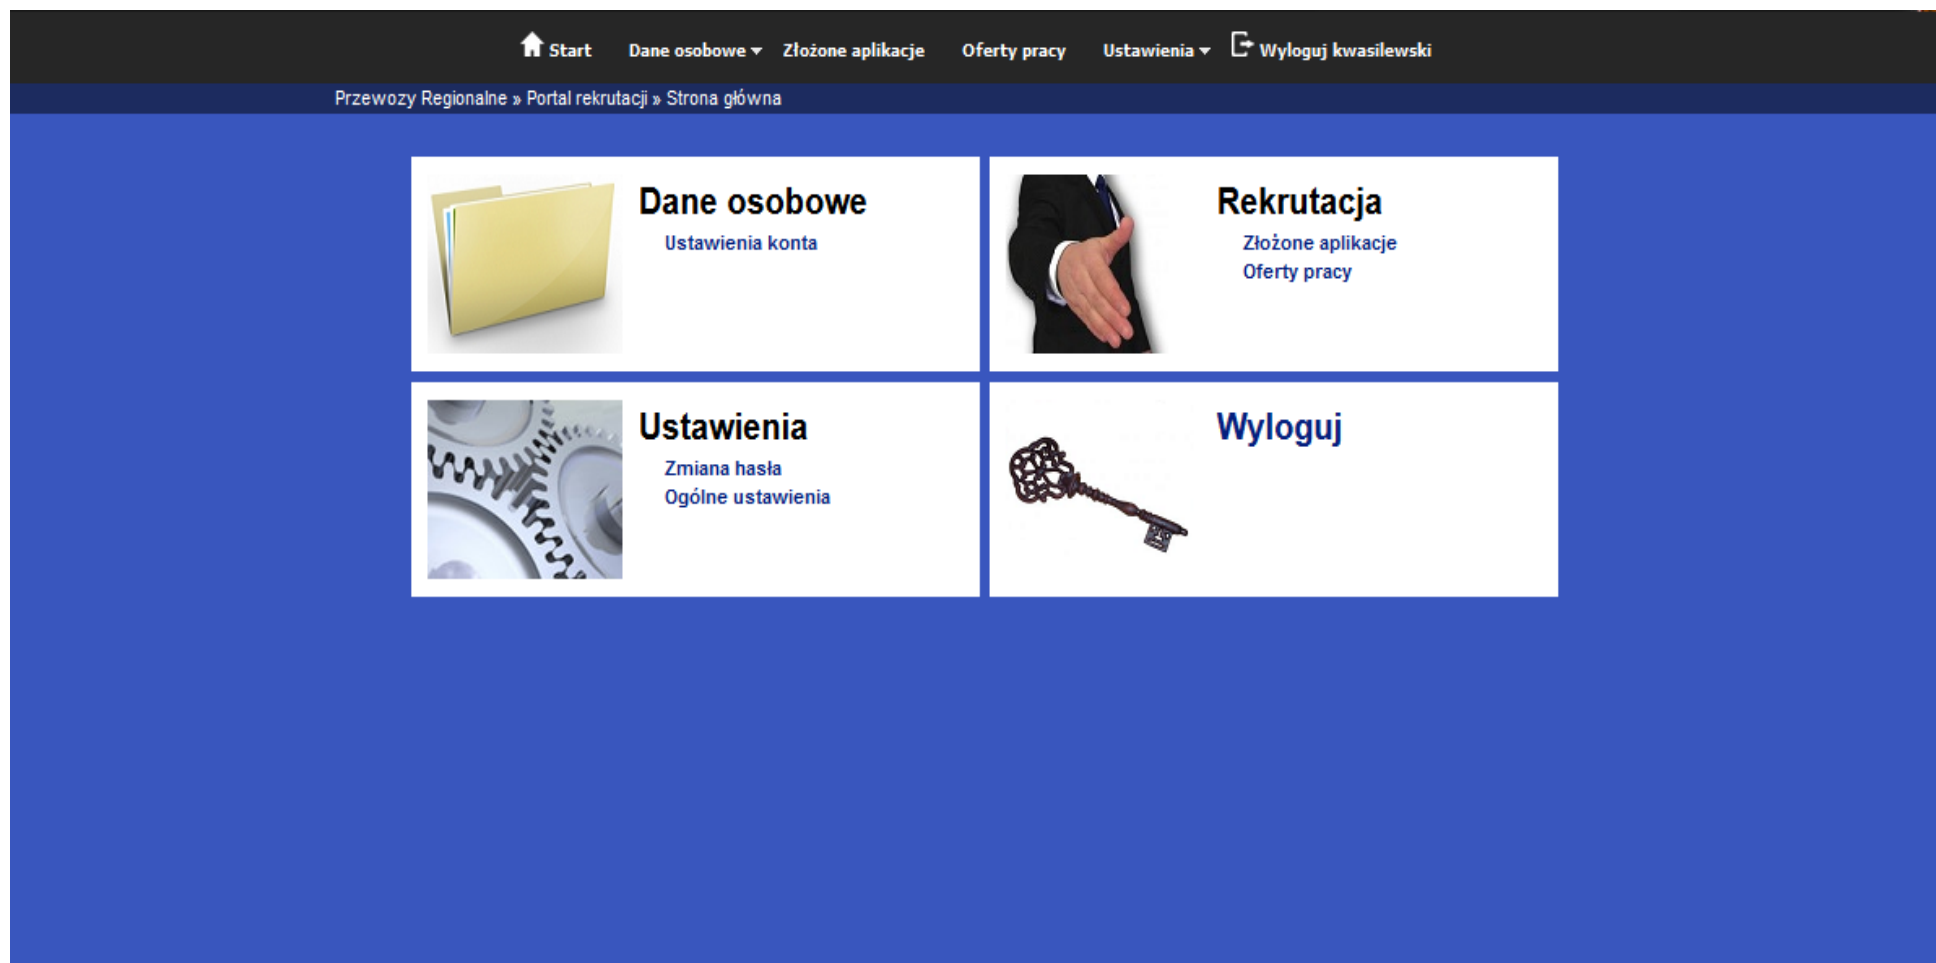 Start Dane osobowe Złożone aplikacje Oferty pracy Ustawienia Wyloguj kwasilewski
Przewozy Regionalne » Portal rekrutacji » Strona główna
Dane osobowe
Ustawienia konta
Rekrutacja
Złożone aplikacje
Oferty pracy
Ustawienia
Zmiana hasła
Ogólne ustawienia
Wyloguj